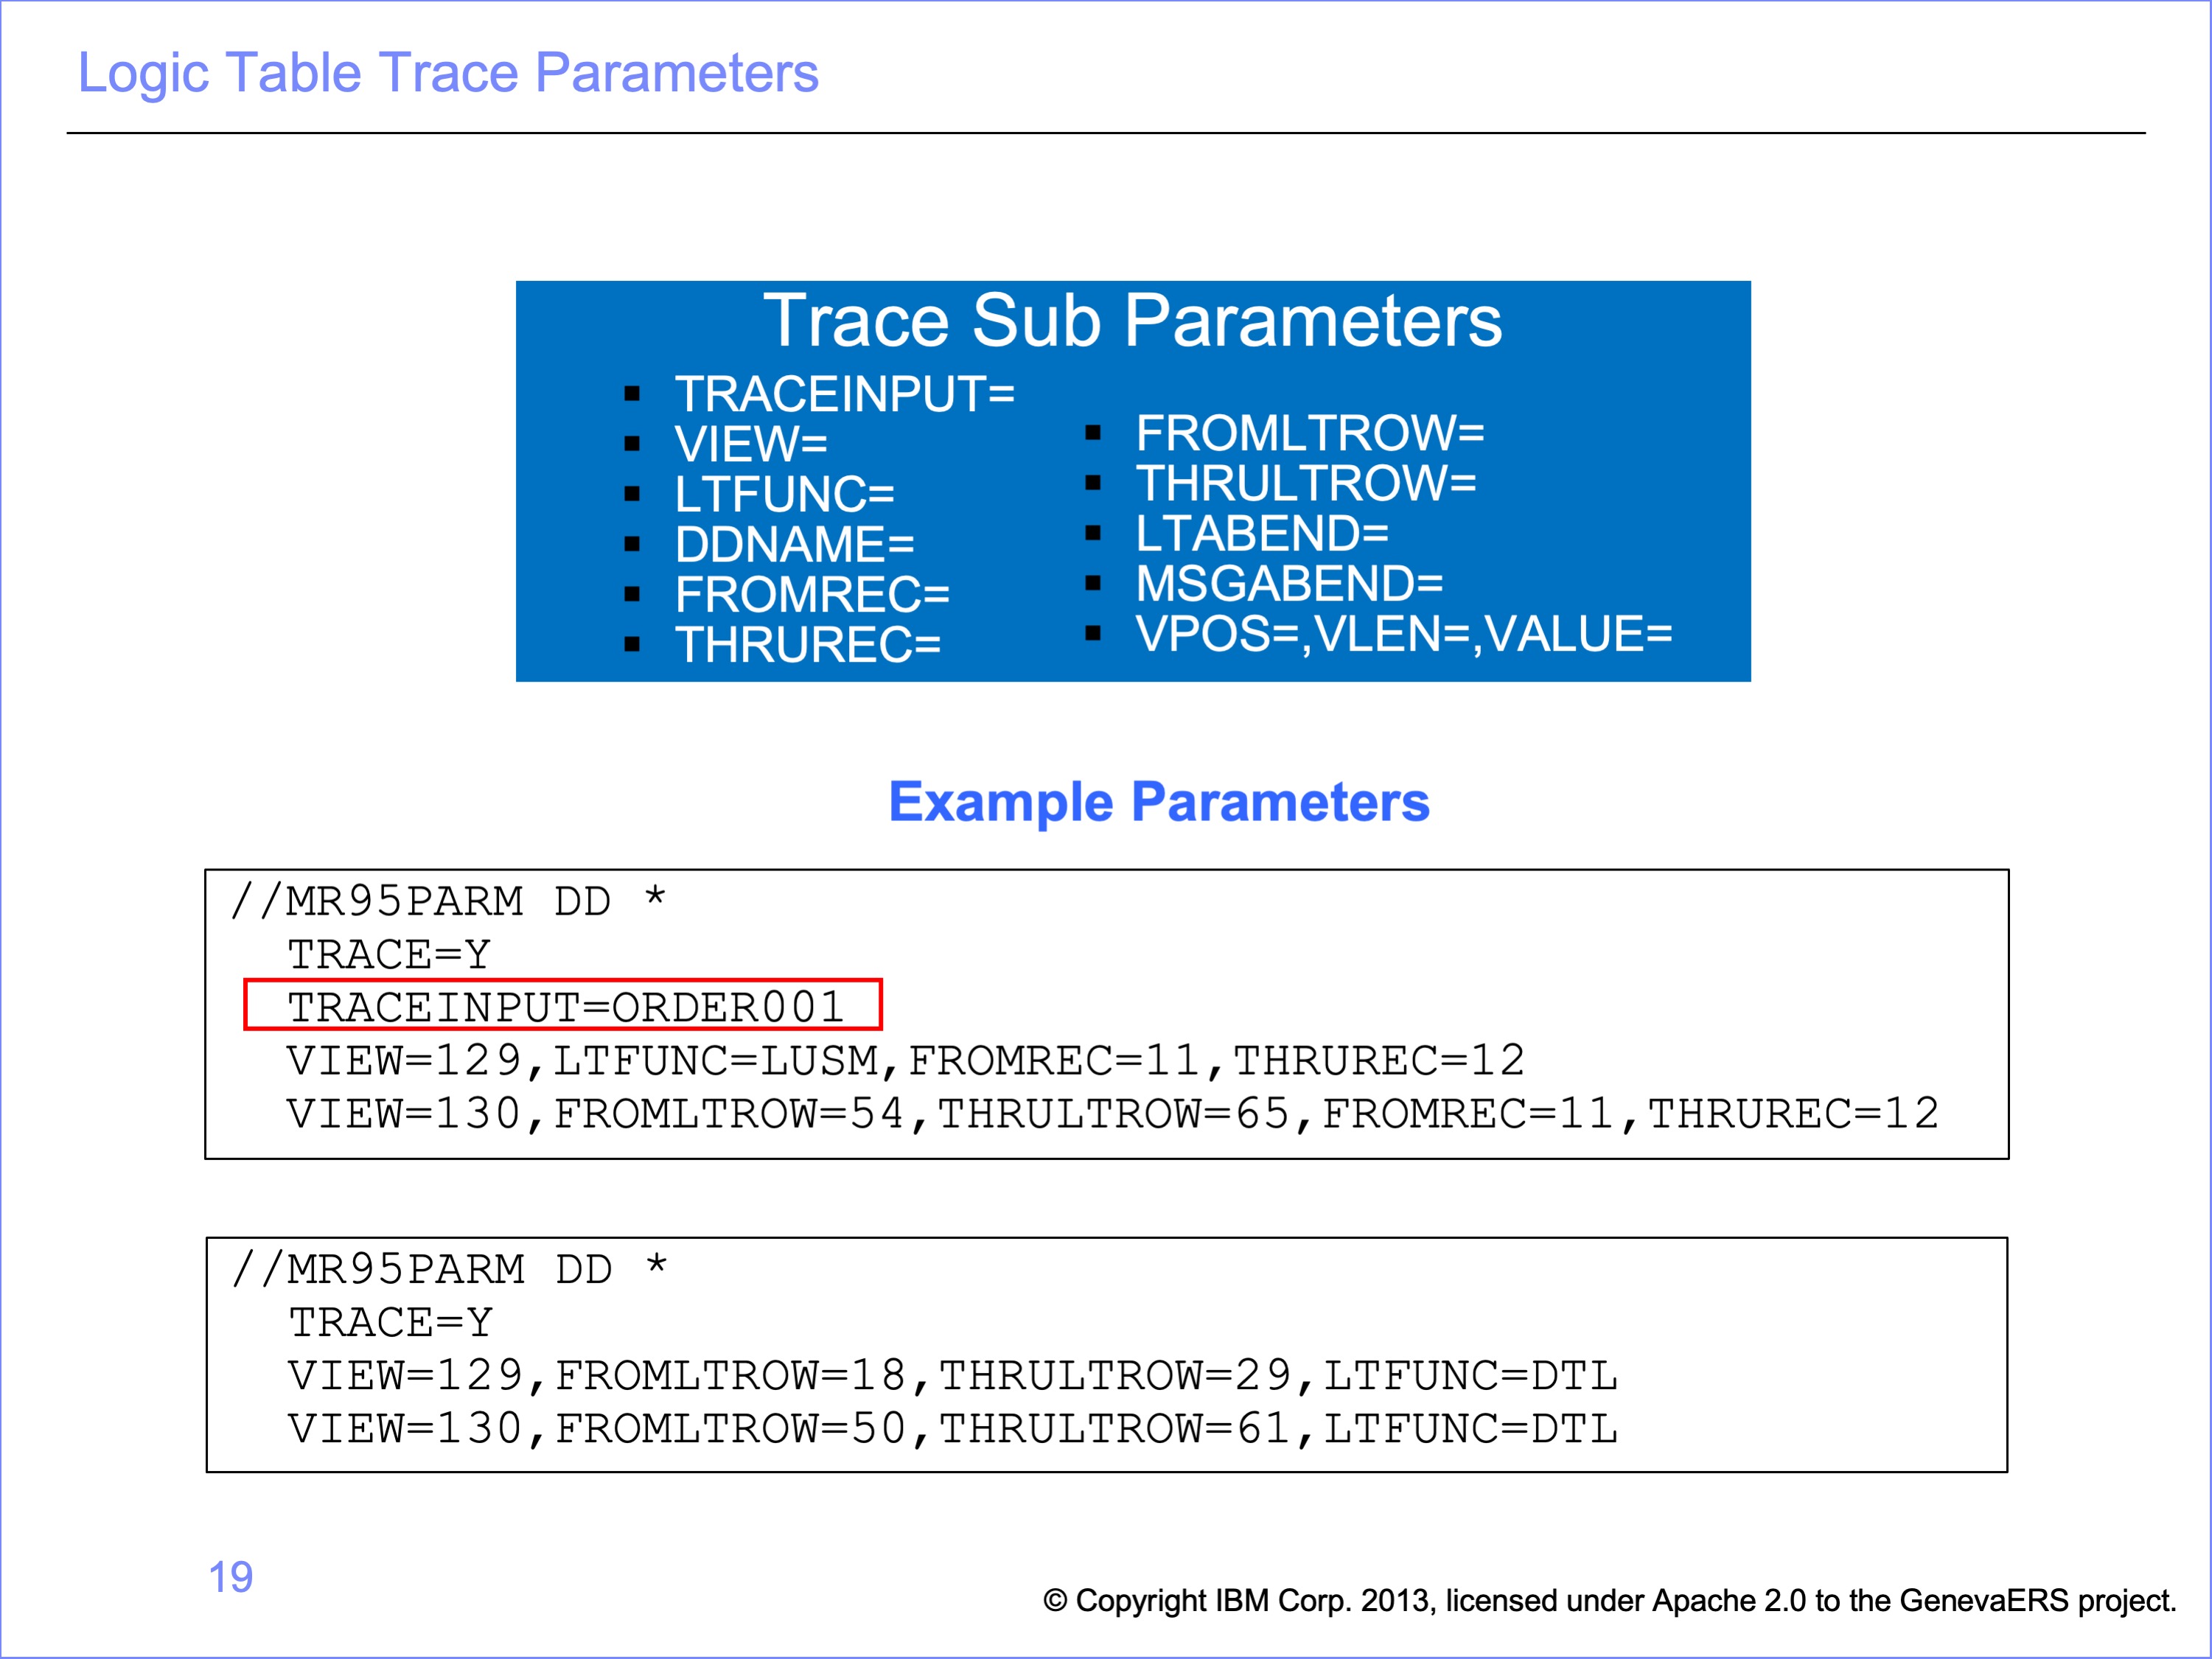 Logic Table Trace Parameters
Trace Sub Parameters
▪ TRACEINPUT=
▪ VIEW=
▪ LTFUNC=
▪ DDNAME=
▪ FROMREC=
▪ THRUREC=
▪ FROMLTROW=
▪ THRULTROW=
▪ LTABEND=
▪ MSGABEND=
▪ VPOS=,VLEN=,VALUE=
Example Parameters
//MR95PARM DD *
TRACE=Y
TRACEINPUT=ORDER001
VIEW=129,LTFUNC=LUSM,FROMREC=11,THRUREC=12
VIEW=130,FROMLTROW=54,THRULTROW=65,FROMREC=11,THRUREC=12
//MR95PARM DD *
TRACE=Y
VIEW=129,FROMLTROW=18,THRULTROW=29,LTFUNC=DTL
VIEW=130,FROMLTROW=50,THRULTROW=61,LTFUNC=DTL
19
© Copyright IBM Corp. 2013, licensed under Apache 2.0 to the GenevaERS project.